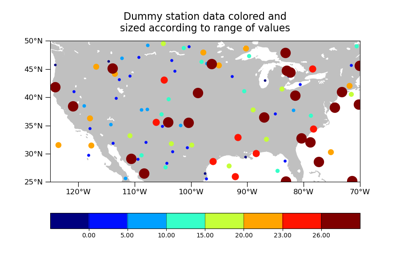 Dummy station data colored and
sized according to range of values
50°N
45°N
40°N
35°N
30°N
25°N
120°W 110°W 100°W 90°W 80°W 70°W
0.00 5.00 10.00 15.00 20.00 23.00 26.00